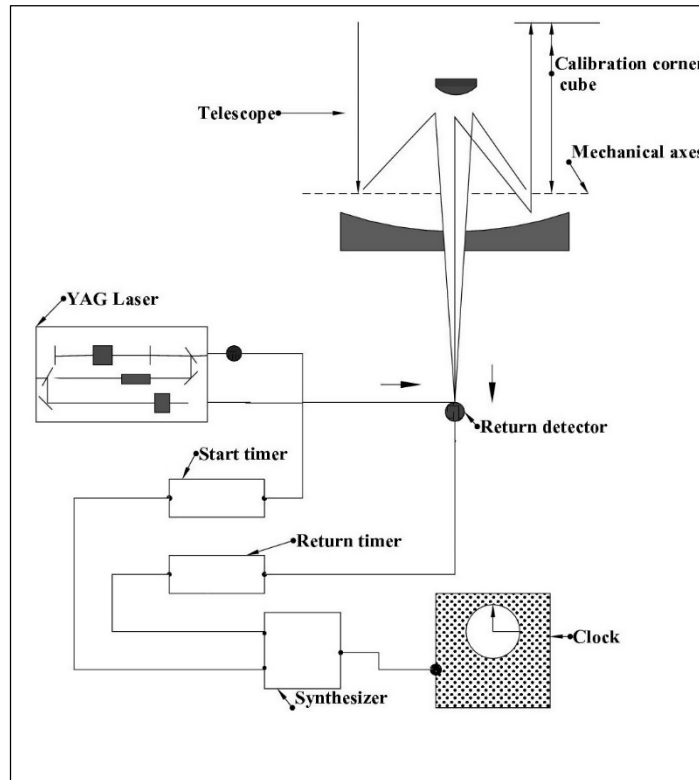 Calibration corner
cube
Telescope
Mechanical axes
YAG Laser
Return detector
Start timer
Return timer
Clock
Synthesizer